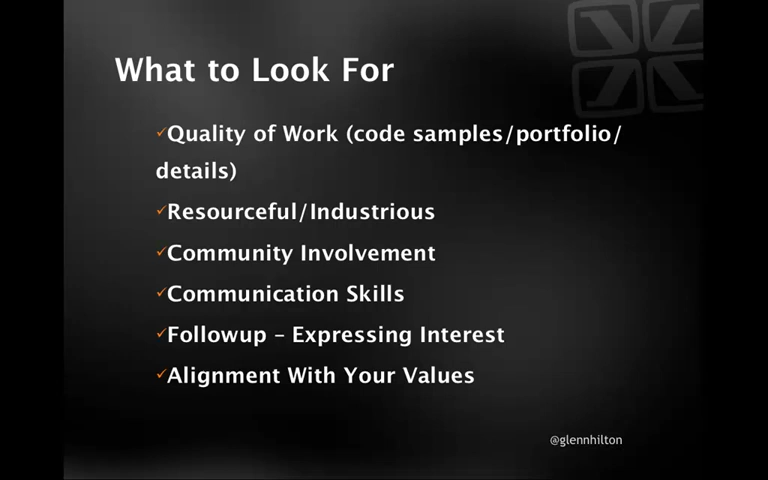 What to Look For
✓Quality of Work (code samples/portfolio/
details)
✓Resourceful/Industrious
✓Community Involvement
✓Communication Skills
✓Followup – Expressing Interest
✓Alignment With Your Values
@glennhilton